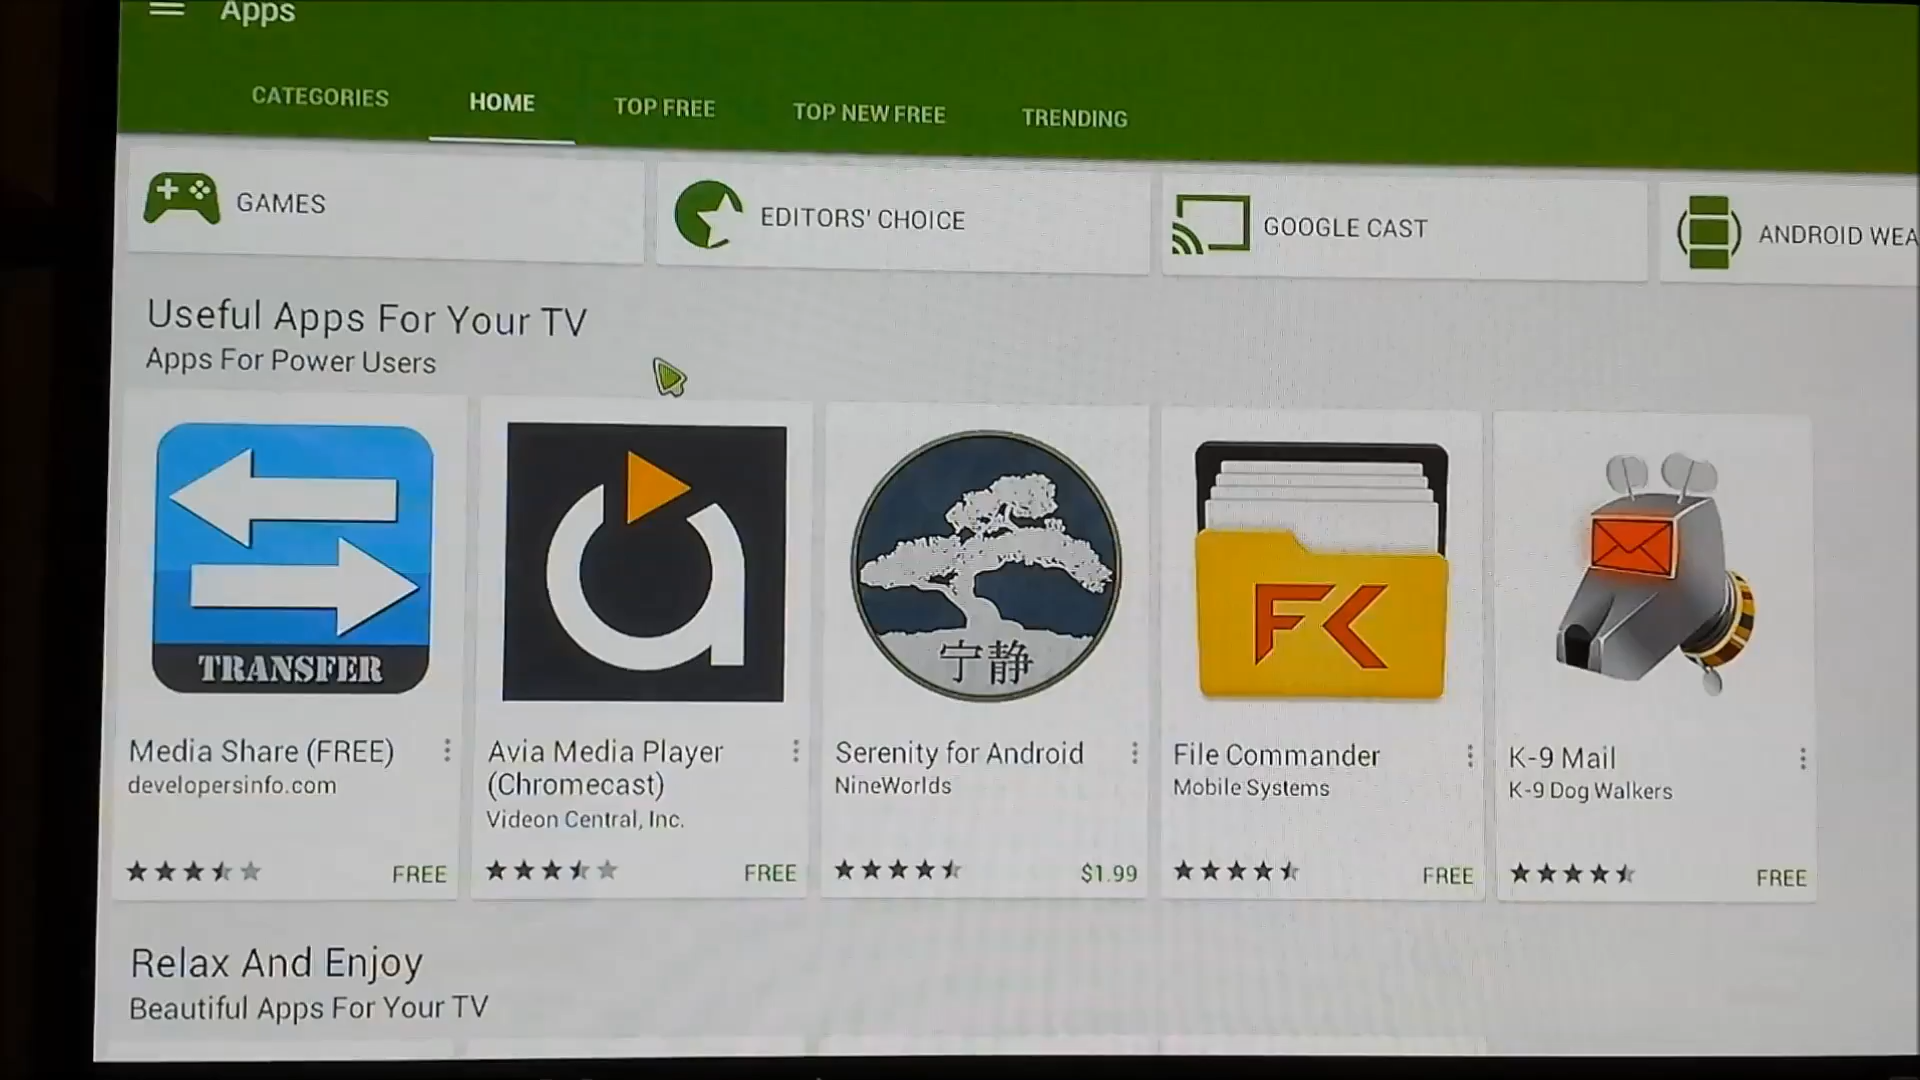 Apps
CATEGORIES HOME TOP FREE TOP NEW FREE TRENDING
GAMES EDITORS' CHOICE GOOGLE CAST ANDROID WEA
Useful Apps For Your TV
Apps For Power Users
TRANSFER
宁静
FC
Media Share (FREE)
developersinfo.com
FREE
Avia Media Player
(Chromecast)
Videon Central, Inc.
FREE
Serenity for Android
NineWorlds
$1.99
File Commander
Mobile Systems
FREE
K-9 Mail
K-9 Dog Walkers
FREE
Relax And Enjoy
Beautiful Apps For Your TV